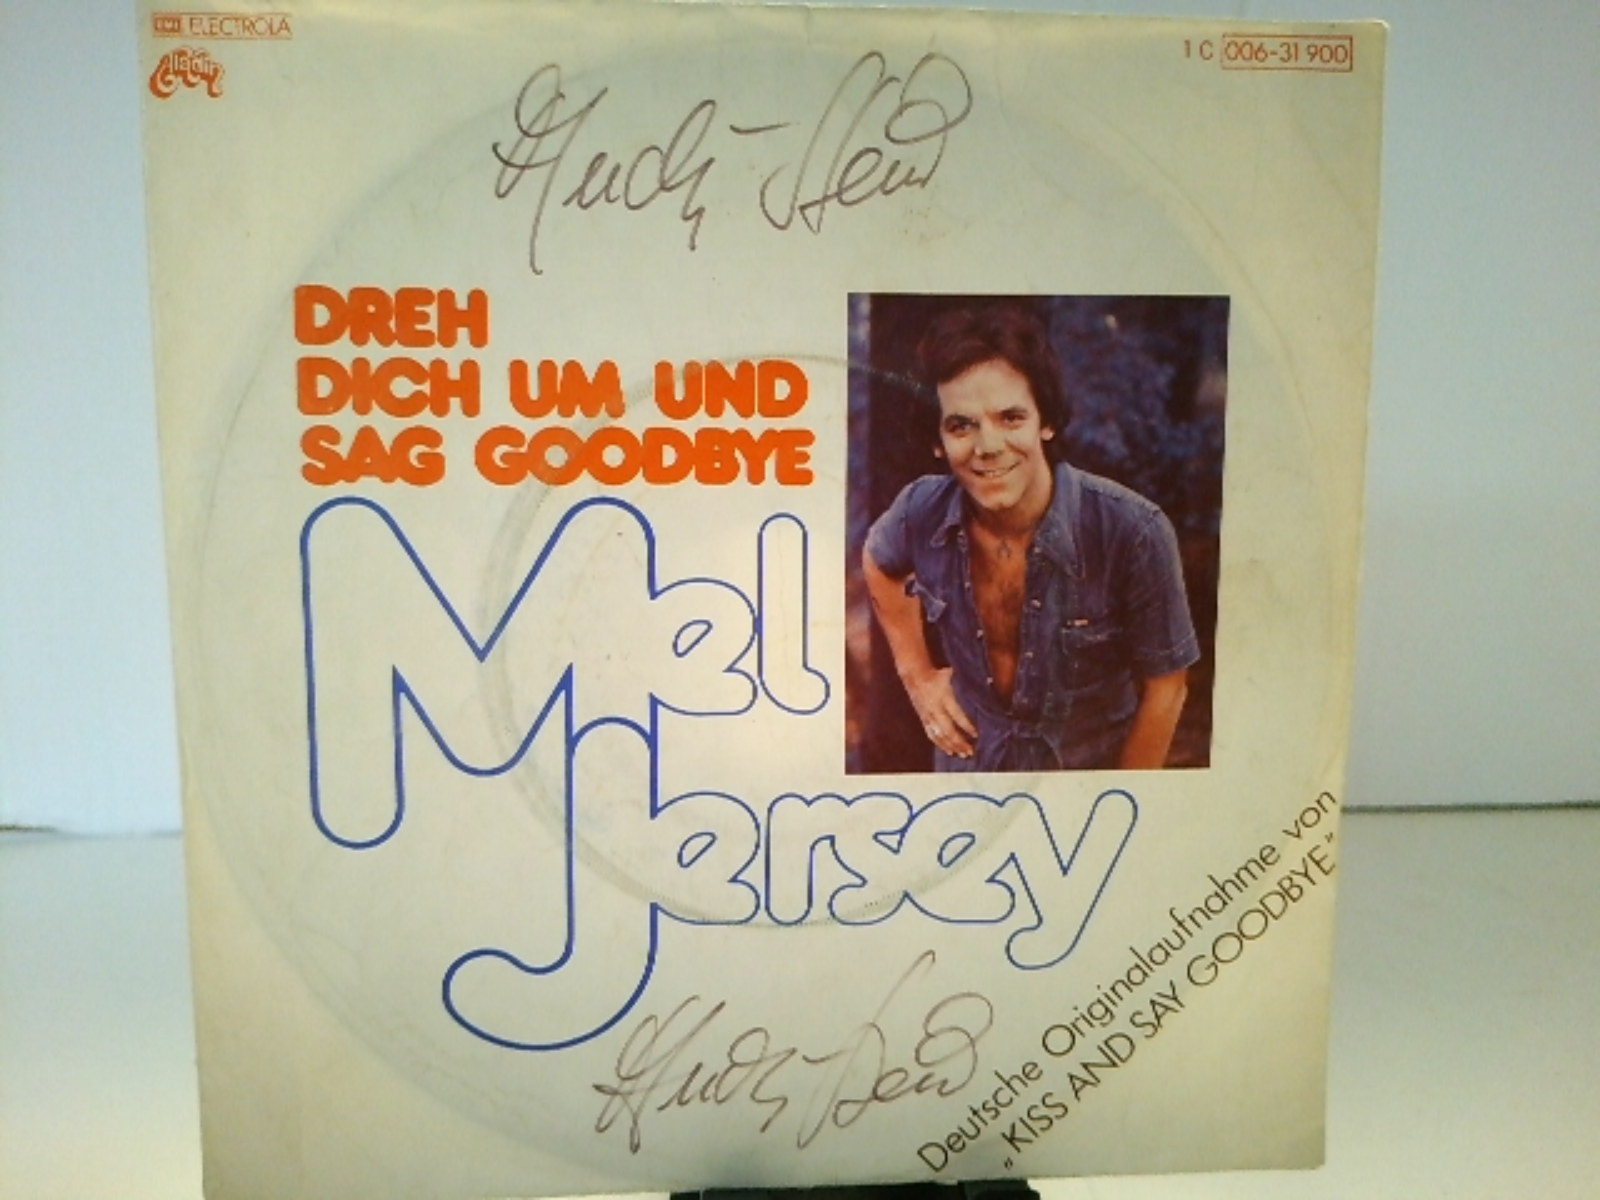 EMI ELECTROLA
Aladin
1 C 006-31 900
DREH
DICH UM UND
SAG GOODBYE
Mel
Jersey
Deutsche Originalaufnahme von
„KISS AND SAY GOODBYE"